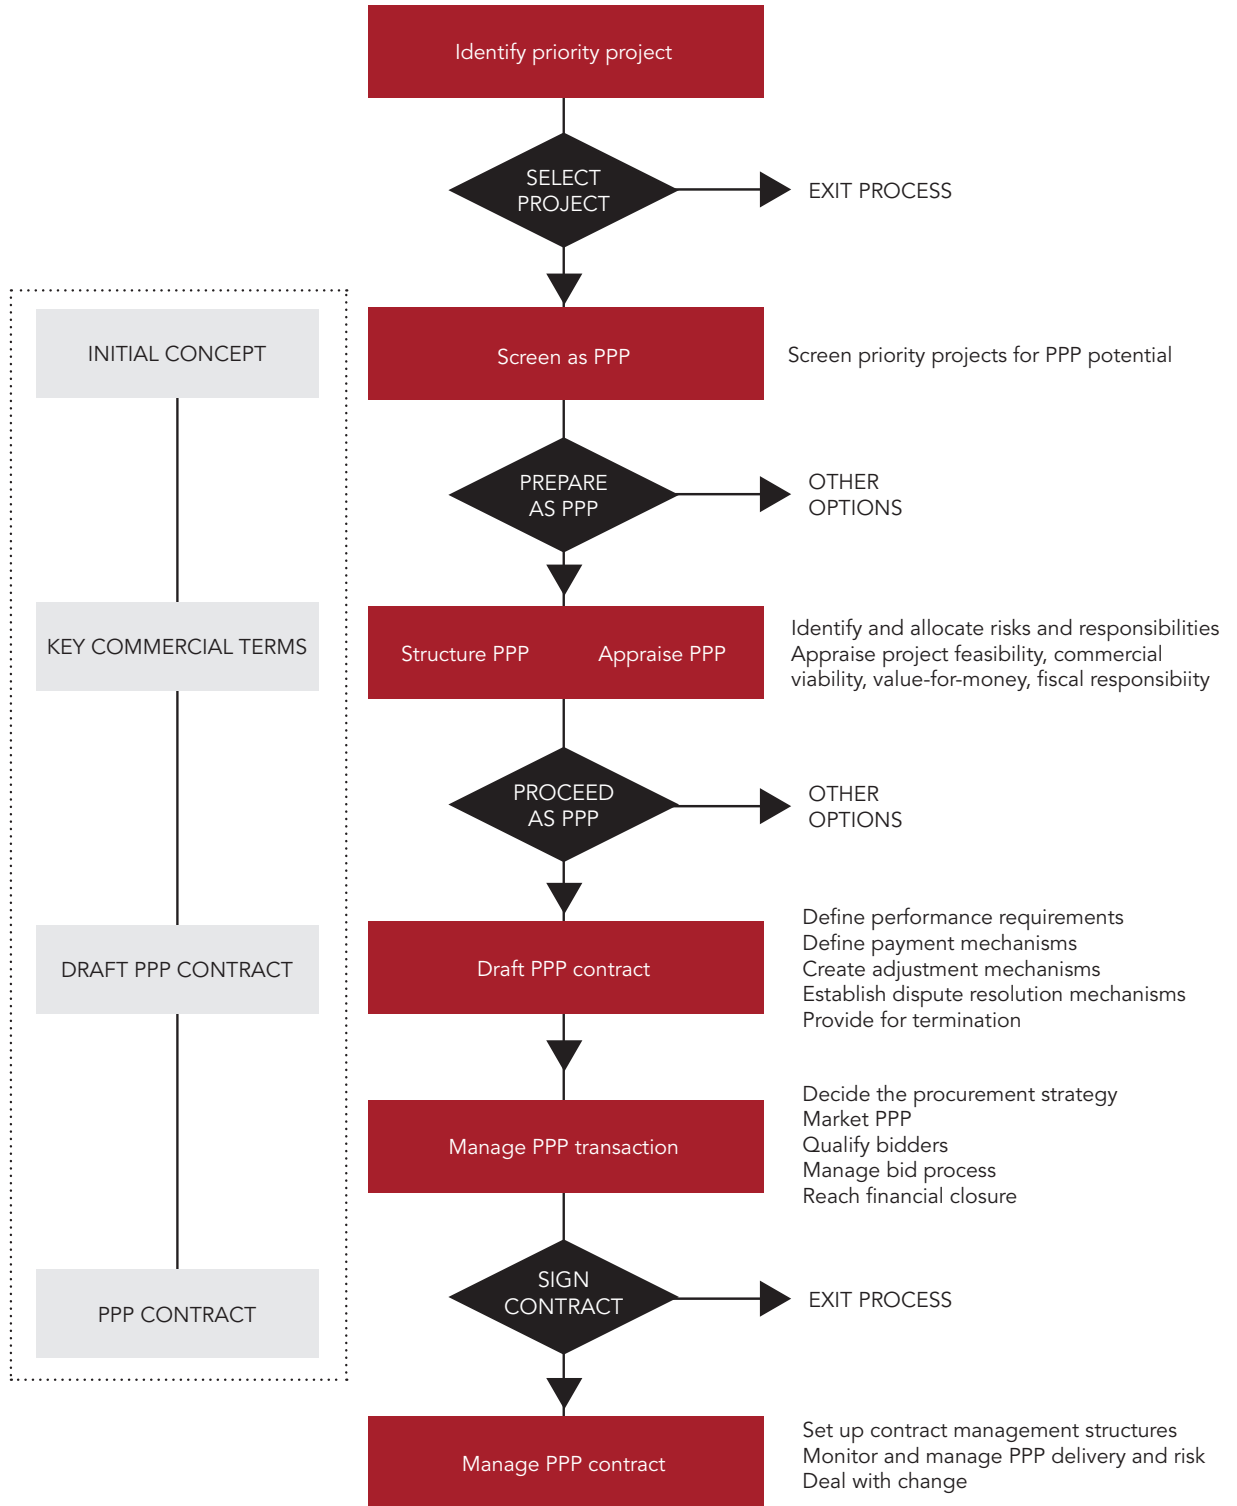 Identify priority project
SELECT
PROJECT
EXIT PROCESS
INITIAL CONCEPT
Screen as PPP
Screen priority projects for PPP potential
PREPARE
AS PPP
OTHER
OPTIONS
KEY COMMERCIAL TERMS
Structure PPP
Appraise PPP
Identify and allocate risks and responsibilities
Appraise project feasibility, commercial
viability, value-for-money, fiscal responsibiity
PROCEED
AS PPP
OTHER
OPTIONS
DRAFT PPP CONTRACT
Draft PPP contract
Define performance requirements
Define payment mechanisms
Create adjustment mechanisms
Establish dispute resolution mechanisms
Provide for termination
Manage PPP transaction
Decide the procurement strategy
Market PPP
Qualify bidders
Manage bid process
Reach financial closure
PPP CONTRACT
SIGN
CONTRACT
EXIT PROCESS
Manage PPP contract
Set up contract management structures
Monitor and manage PPP delivery and risk
Deal with change